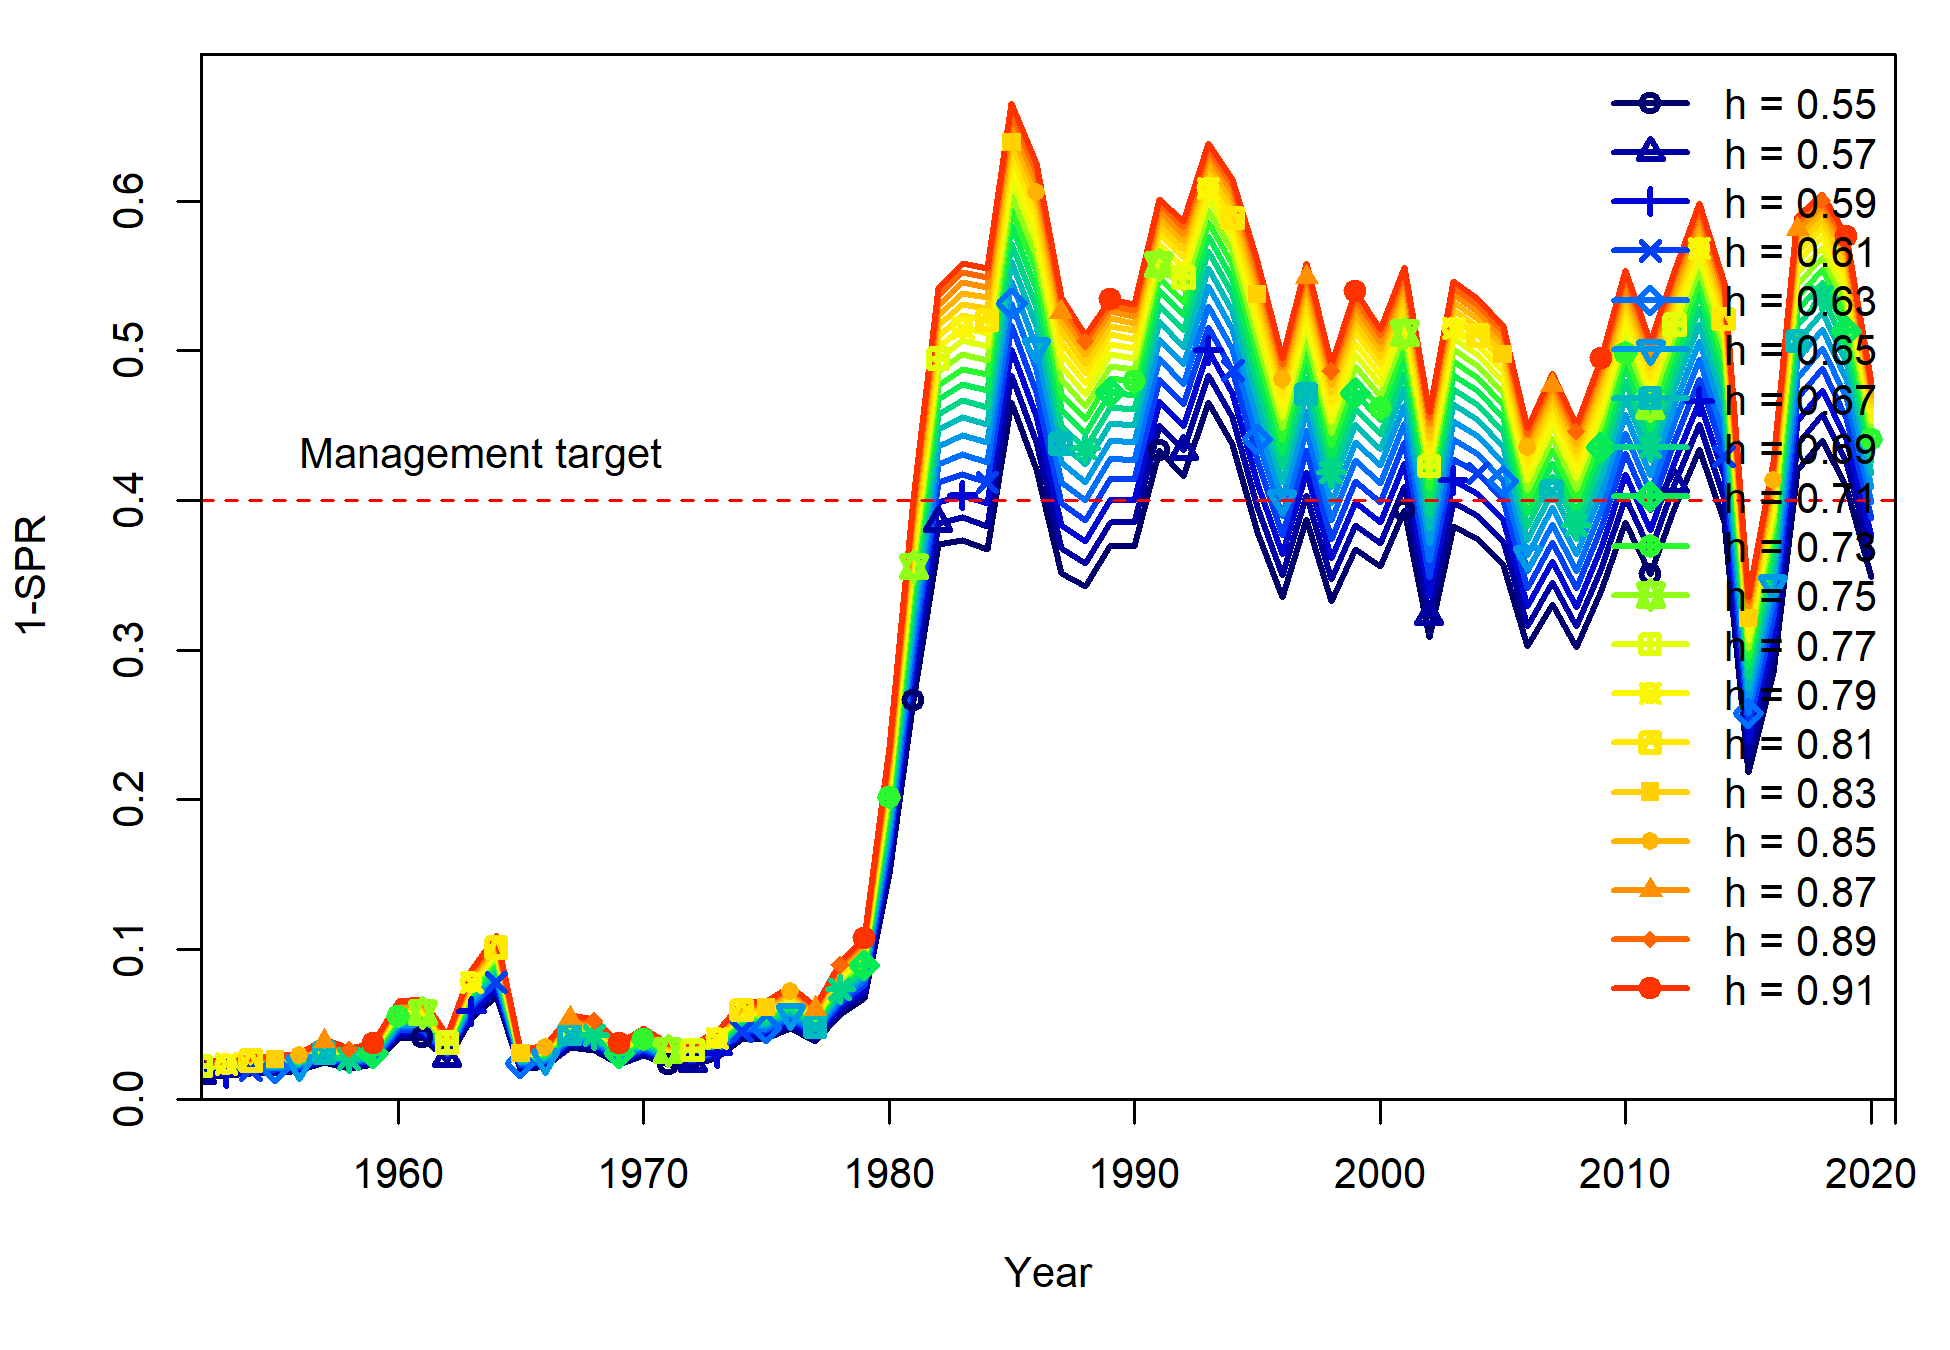 1-SPR
0.0
0.1
0.2
0.3
0.4
0.5
0.6
Management target
h = 0.55
h = 0.57
h = 0.59
h = 0.61
h = 0.63
h = 0.65
h = 0.67
h = 0.69
h = 0.71
h = 0.73
h = 0.75
h = 0.77
h = 0.79
h = 0.81
h = 0.83
h = 0.85
h = 0.87
h = 0.89
h = 0.91
1960 1970 1980 1990 2000 2010 2020
Year